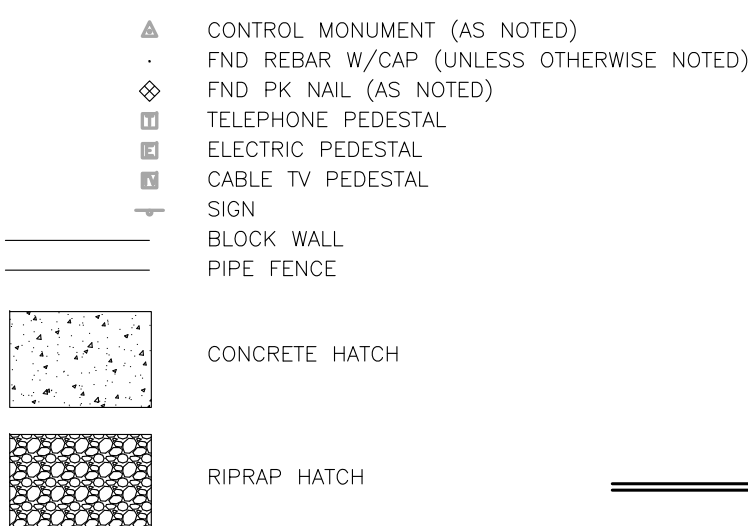 CONTROL MONUMENT (AS NOTED)
FND REBAR W/CAP (UNLESS OTHERWISE NOTED)
FND PK NAIL (AS NOTED)
T TELEPHONE PEDESTAL
E ELECTRIC PEDESTAL
CABLE TV PEDESTAL
SIGN
BLOCK WALL
PIPE FENCE
CONCRETE HATCH
RIPRAP HATCH